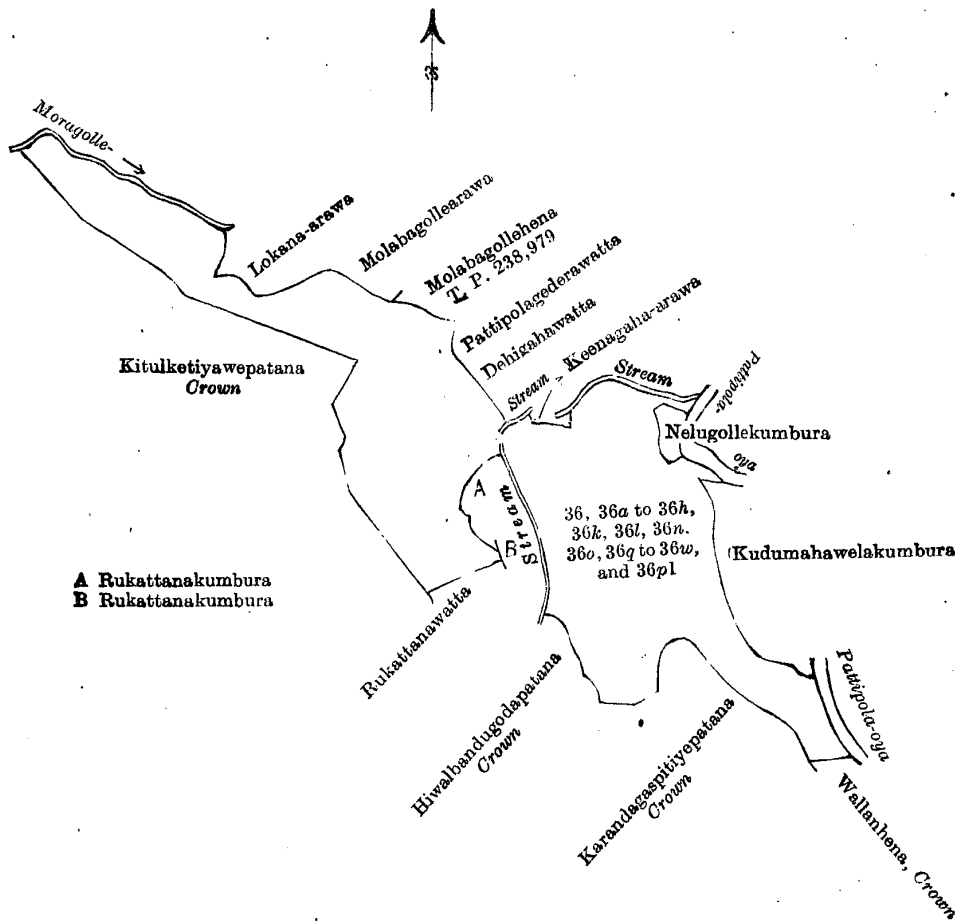 Moragolle-
Lokana-arawa
Molabagollearawa
Molabagollehena
T. P. 238,979
Pattipolagederawatta
Dehigahawatta
Keenagaha-arawa
Kitulketiyawepatana
Crown
Stream
Stream
Pattipola-
oya
Nelugollekumbura
A
B
Stream
36, 36a to 36h,
36k, 36l, 36n.
36o, 36q to 36w,
and 36pl
Kudumahawelakumbura
A Rukattanakumbura
B Rukattanakumbura
Rukattanawatta
Hiwalbandugodapatana
Crown
Karandagaspitiyepatana
Crown
Pattipola-oya
Wallanhena, Crown